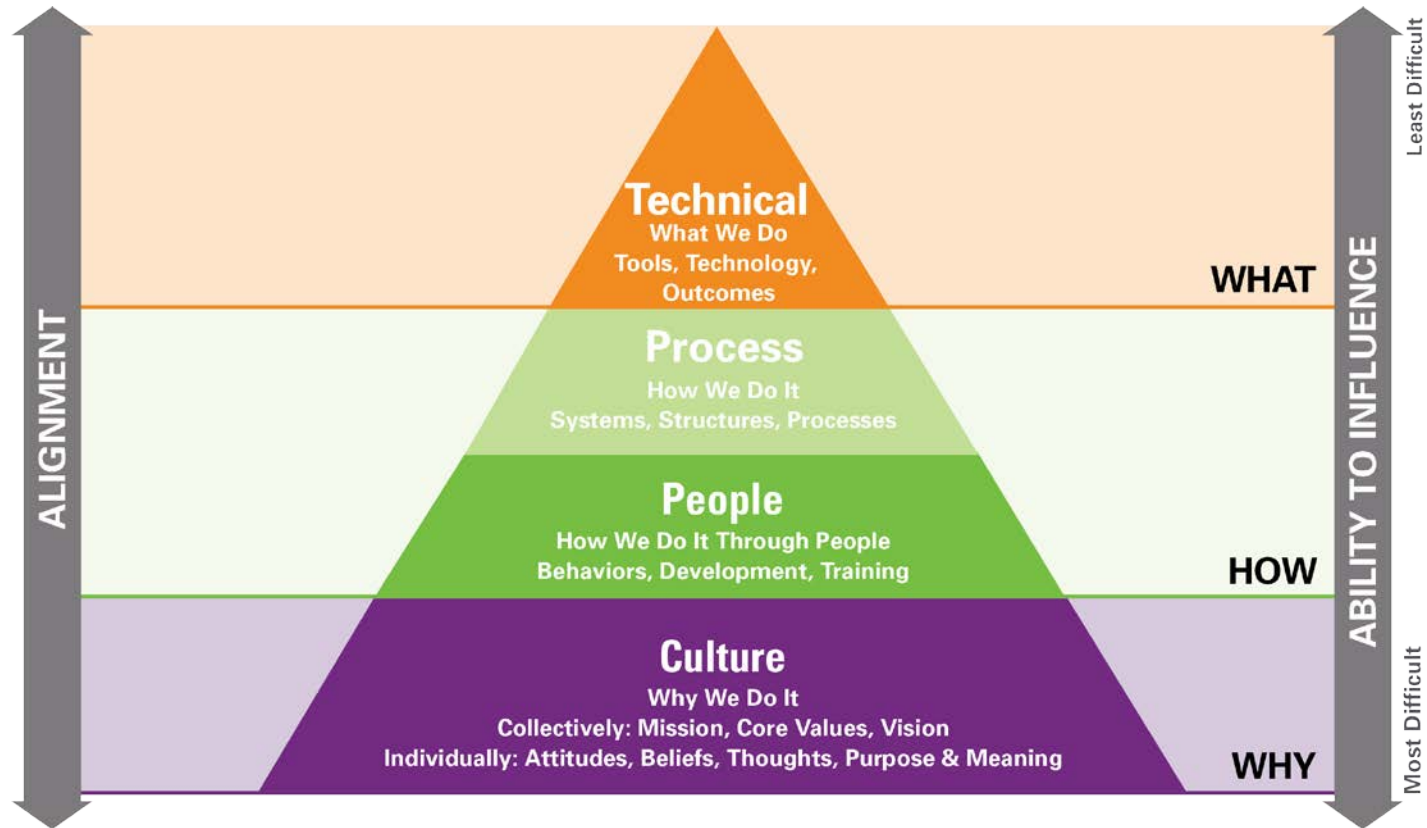 ALIGNMENT
Technical
What We Do
Tools, Technology,
Outcomes
WHAT
Process
How We Do It
Systems, Structures, Processes
People
How We Do It Through People
Behaviors, Development, Training
HOW
Culture
Why We Do It
Collectively: Mission, Core Values, Vision
Individually: Attitudes, Beliefs, Thoughts, Purpose & Meaning
WHY
ABILITY TO INFLUENCE
Least Difficult
Most Difficult